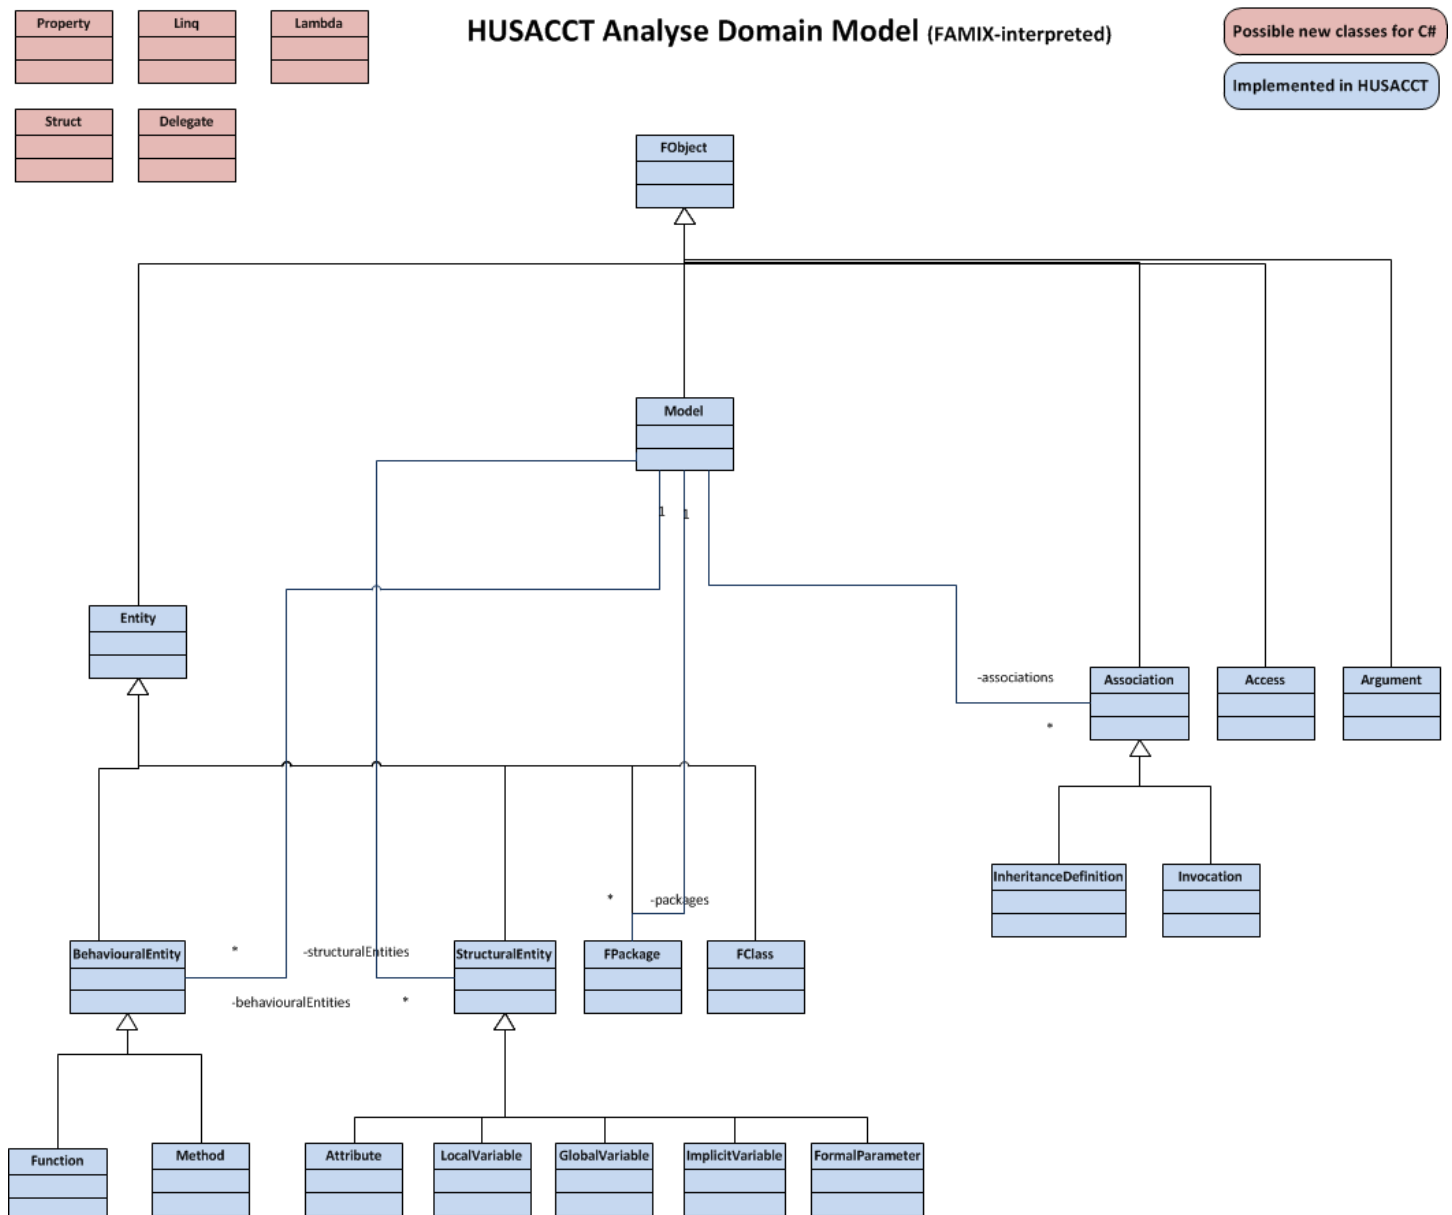 HUSACCT Analyse Domain Model (FAMIX-interpreted)
Property
Linq
Lambda
Possible new classes for C#
Implemented in HUSACCT
Struct
Delegate
FObject
Model
1
1
Entity
-associations
*
Association
Access
Argument
InheritanceDefinition
Invocation
*
-packages
BehaviouralEntity
*
-structuralEntities
StructuralEntity
FPackage
FClass
-behaviouralEntities
*
Function
Method
Attribute
LocalVariable
GlobalVariable
ImplicitVariable
FormalParameter